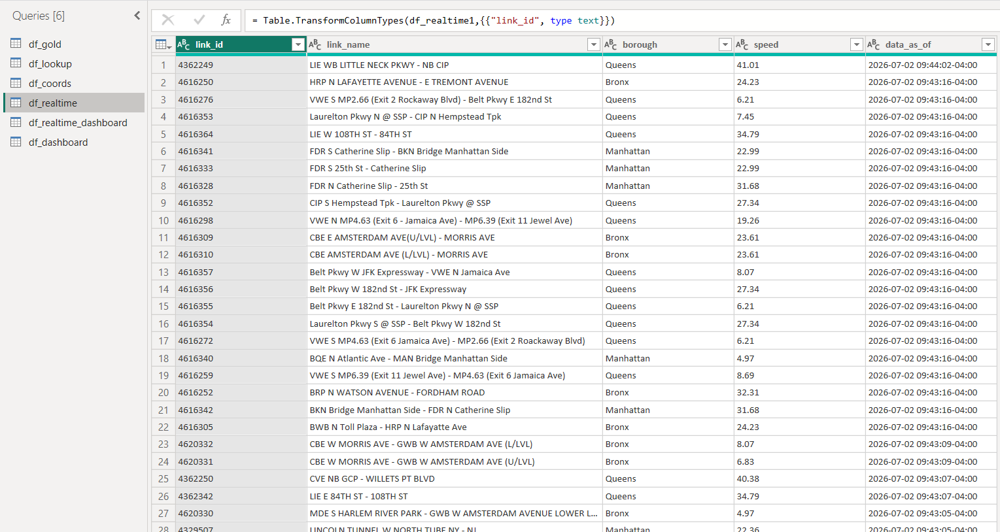 Queries [6]
df_gold
df_lookup
df_coords
df_realtime
df_realtime_dashboard
df_dashboard
fx = Table.TransformColumnTypes(df_realtime1,{{"link_id", type text}})
ABC link_id ABC link_name ABC borough ABC speed ABC data_as_of
1 4362249 LIE WB LITTLE NECK PKWY - NB CIP Queens 41.01 2026-07-02 09:44:02-04:00
2 4616250 HRP N LAFAYETTE AVENUE - E TREMONT AVENUE Bronx 24.23 2026-07-02 09:43:16-04:00
3 4616276 VWE S MP2.66 (Exit 2 Rockaway Blvd) - Belt Pkwy E 182nd St Queens 6.21 2026-07-02 09:43:16-04:00
4 4616353 Laurelton Pkwy N @ SSP - CIP N Hempstead Tpk Queens 7.45 2026-07-02 09:43:16-04:00
5 4616364 LIE W 108TH ST - 84TH ST Queens 34.79 2026-07-02 09:43:16-04:00
6 4616341 FDR S Catherine Slip - BKN Bridge Manhattan Side Manhattan 22.99 2026-07-02 09:43:16-04:00
7 4616333 FDR S 25th St - Catherine Slip Manhattan 22.99 2026-07-02 09:43:16-04:00
8 4616328 FDR N Catherine Slip - 25th St Manhattan 31.68 2026-07-02 09:43:16-04:00
9 4616352 CIP S Hempstead Tpk - Laurelton Pkwy @ SSP Queens 27.34 2026-07-02 09:43:16-04:00
10 4616298 VWE N MP4.63 (Exit 6 - Jamaica Ave) - MP6.39 (Exit 11 Jewel Ave) Queens 19.26 2026-07-02 09:43:16-04:00
11 4616309 CBE E AMSTERDAM AVE(U/LVL) - MORRIS AVE Bronx 23.61 2026-07-02 09:43:16-04:00
12 4616310 CBE AMSTERDAM AVE (L/LVL) - MORRIS AVE Bronx 23.61 2026-07-02 09:43:16-04:00
13 4616357 Belt Pkwy W JFK Expressway - VWE N Jamaica Ave Queens 8.07 2026-07-02 09:43:16-04:00
14 4616356 Belt Pkwy W 182nd St - JFK Expressway Queens 27.34 2026-07-02 09:43:16-04:00
15 4616355 Belt Pkwy E 182nd St - Laurelton Pkwy N @ SSP Queens 6.21 2026-07-02 09:43:16-04:00
16 4616354 Laurelton Pkwy S @ SSP - Belt Pkwy W 182nd St Queens 27.34 2026-07-02 09:43:16-04:00
17 4616272 VWE S MP4.63 (Exit 6 Jamaica Ave) - MP2.66 (Exit 2 Roackaway Blvd) Queens 6.21 2026-07-02 09:43:16-04:00
18 4616340 BQE N Atlantic Ave - MAN Bridge Manhattan Side Manhattan 4.97 2026-07-02 09:43:16-04:00
19 4616259 VWE S MP6.39 (Exit 11 Jewel Ave) - MP4.63 (Exit 6 Jamaica Ave) Queens 8.69 2026-07-02 09:43:16-04:00
20 4616252 BRP N WATSON AVENUE - FORDHAM ROAD Bronx 32.31 2026-07-02 09:43:16-04:00
21 4616342 BKN Bridge Manhattan Side - FDR N Catherine Slip Manhattan 31.68 2026-07-02 09:43:16-04:00
22 4616305 BWB N Toll Plaza - HRP N Lafayatte Ave Bronx 24.23 2026-07-02 09:43:16-04:00
23 4620332 CBE W MORRIS AVE - GWB W AMSTERDAM AVE (L/LVL) Bronx 8.07 2026-07-02 09:43:09-04:00
24 4620331 CBE W MORRIS AVE - GWB W AMSTERDAM AVE (U/LVL) Bronx 6.83 2026-07-02 09:43:09-04:00
25 4362250 CVE NB GCP - WILLETS PT BLVD Queens 40.38 2026-07-02 09:43:07-04:00
26 4362342 LIE E 84TH ST - 108TH ST Queens 34.79 2026-07-02 09:43:07-04:00
27 4620330 MDE S HARLEM RIVER PARK - GWB W AMSTERDAM AVENUE LOWER L... Bronx 4.97 2026-07-02 09:43:05-04:00
28 4329507 LINCOLN TUNNEL W NORTH TUBE NY - NJ Manhattan 22.36 2026-07-02 09:43:05-04:00